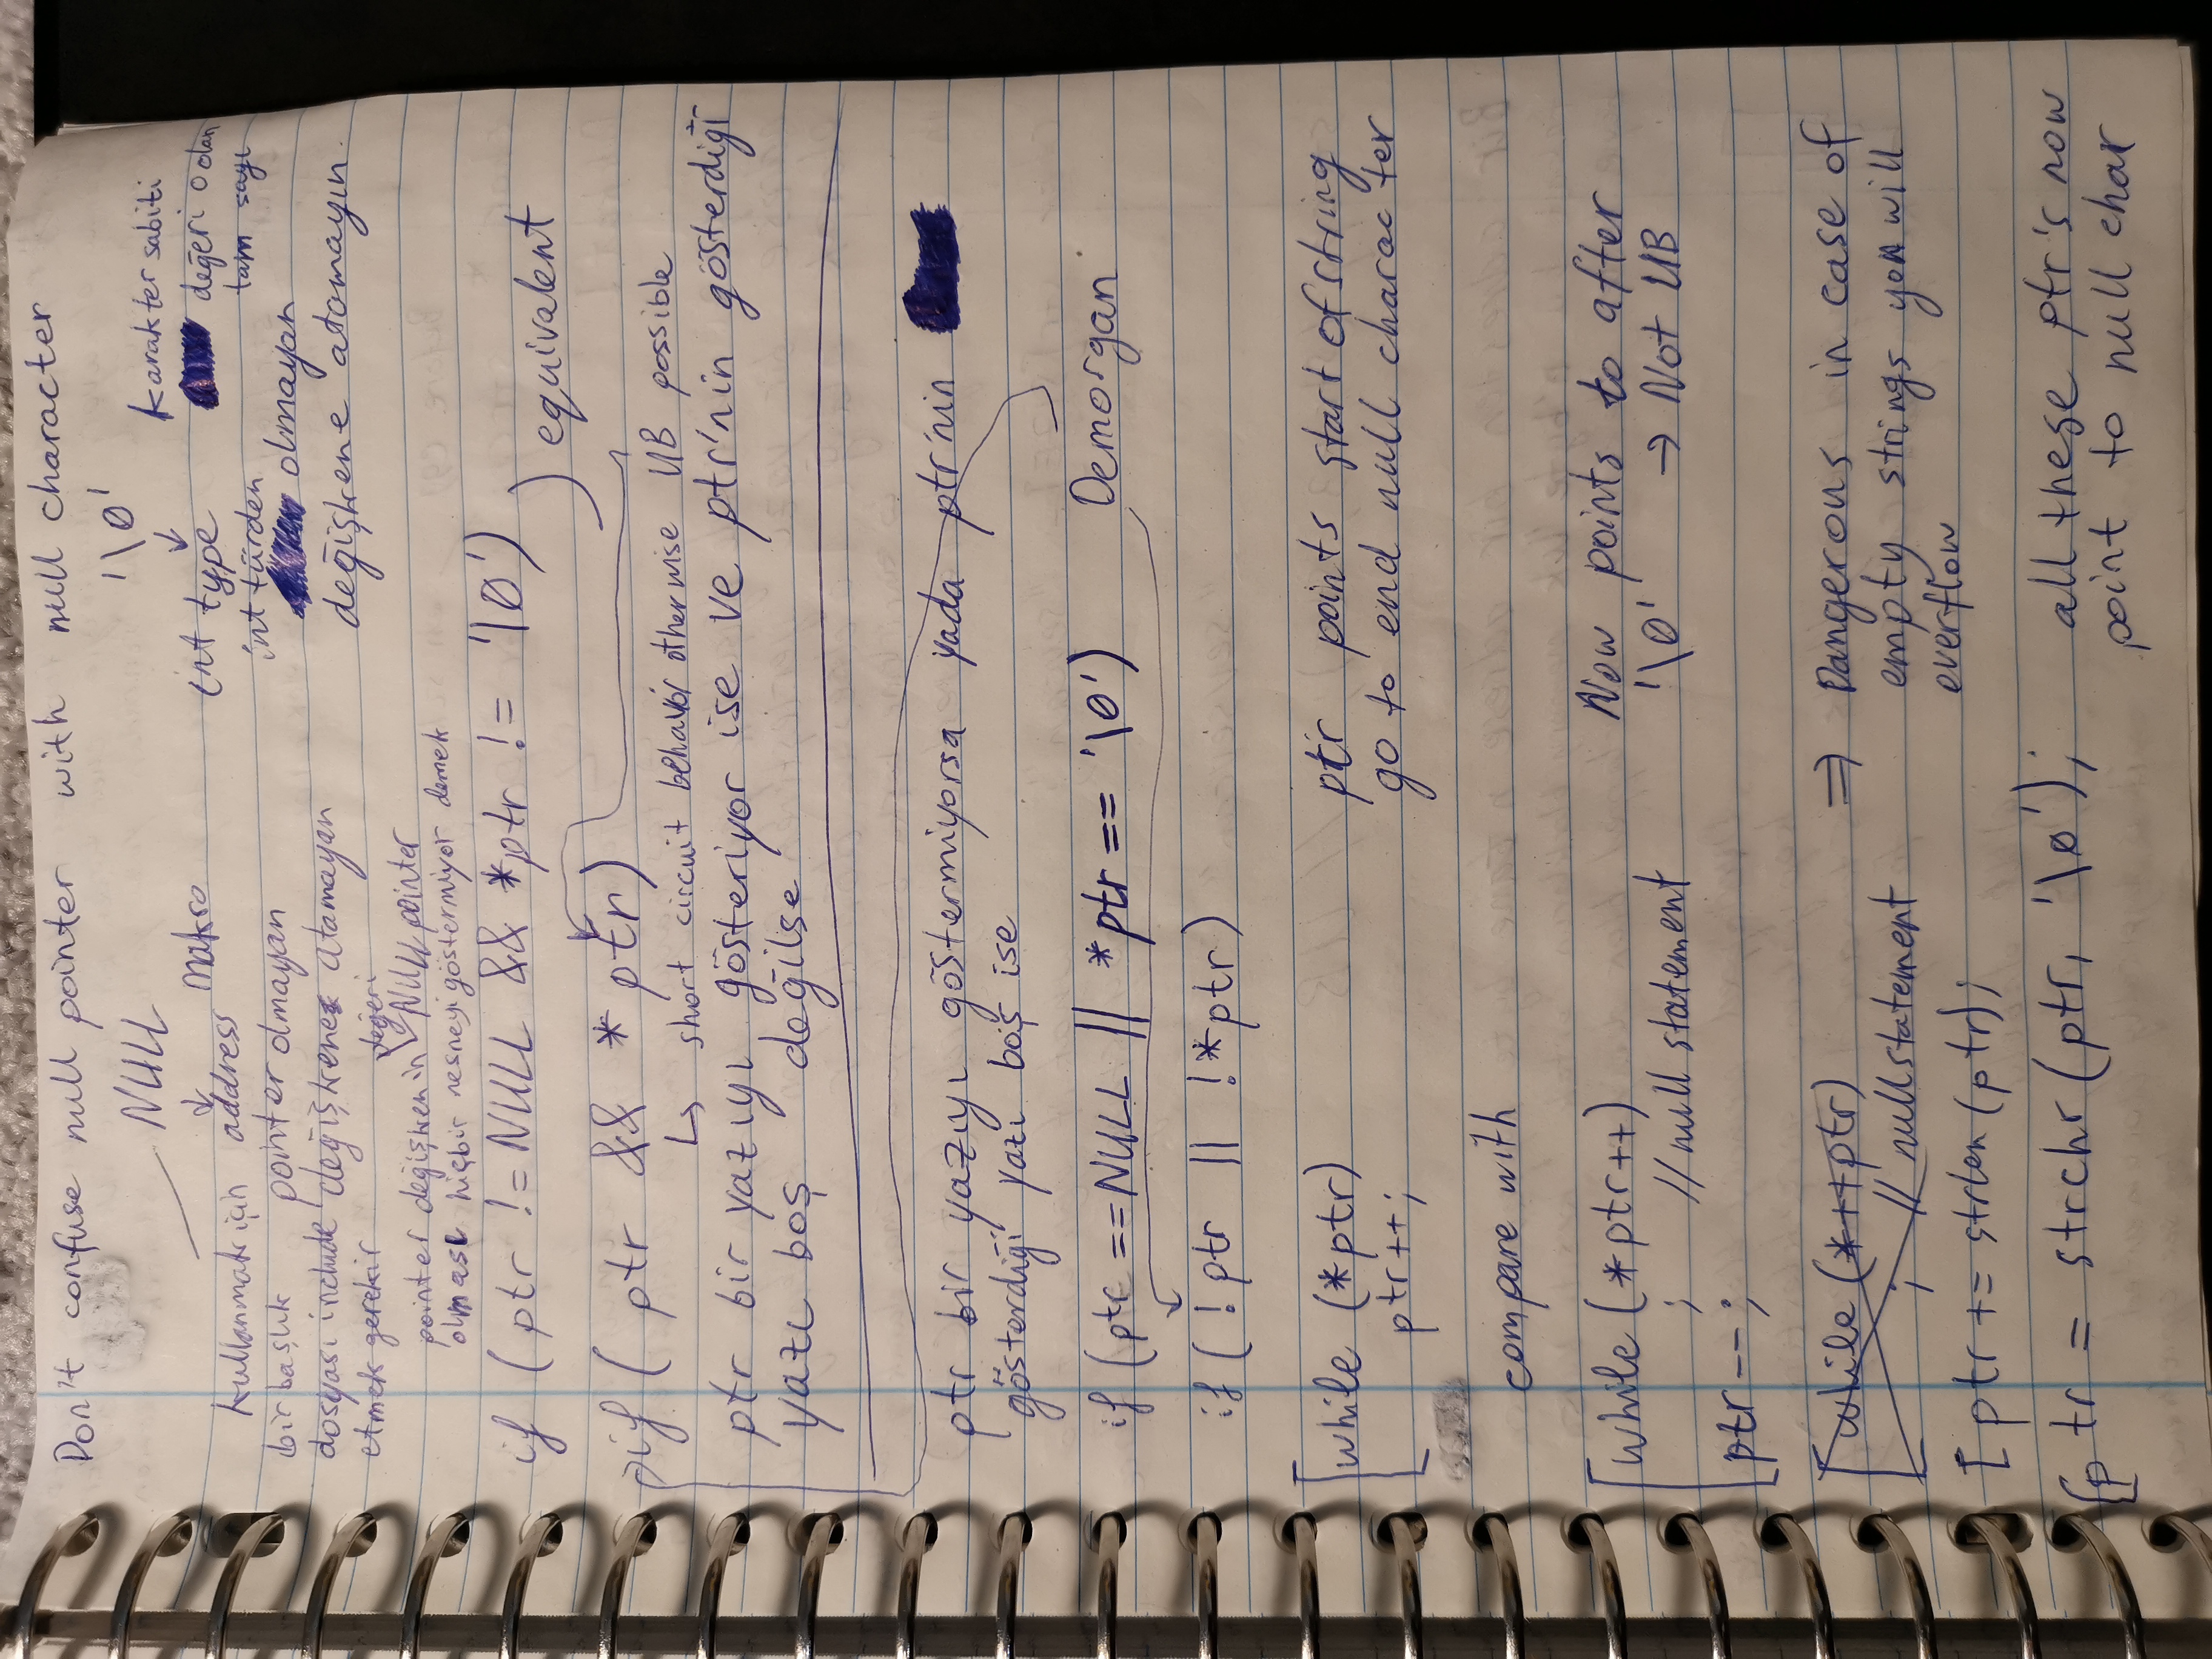 Don't confuse null pointer with null character
NULL
makro
address
Kullanmak için
bir başlık
dosyası include
etmek gerekir
pointer olmayan
değişkenes atamayan
değeri
pointer değişkenin NULL pointer
olması hiçbir nesneyi göstermiyor demek
'\0'
int type
int türden
olmayan
değişkene atamayın.
Karakter sabiti
değeri 0 olan
tam sayı
if (ptr != NULL && *ptr != '\0')
equivalent
if ( ptr && * ptr)
↳ short circuit behavior otherwise UB possible
ptr bir yazıyı gösteriyor ise ve ptr'nin gösterdiği
yazı boş değilse
ptr bir yazıyı göstermiyorsa yada ptr'nin
gösterdiği yazı boş ise
if (ptr == NULL || *ptr == '\0') Demorgan
if ( !ptr || !*ptr)
while (*ptr) ptr points start of string
ptr++; go to end null character
compare with
while (*ptr++) Now points to after
; // null statement '\0' → Not UB
ptr--;
while (*++ptr) ⇒ Dangerous in case of
; // null statement empty strings you will
overflow
[ ptr += strlen(ptr);
[ptr = strchr(ptr, '\0'); all these ptr's now
point to null char